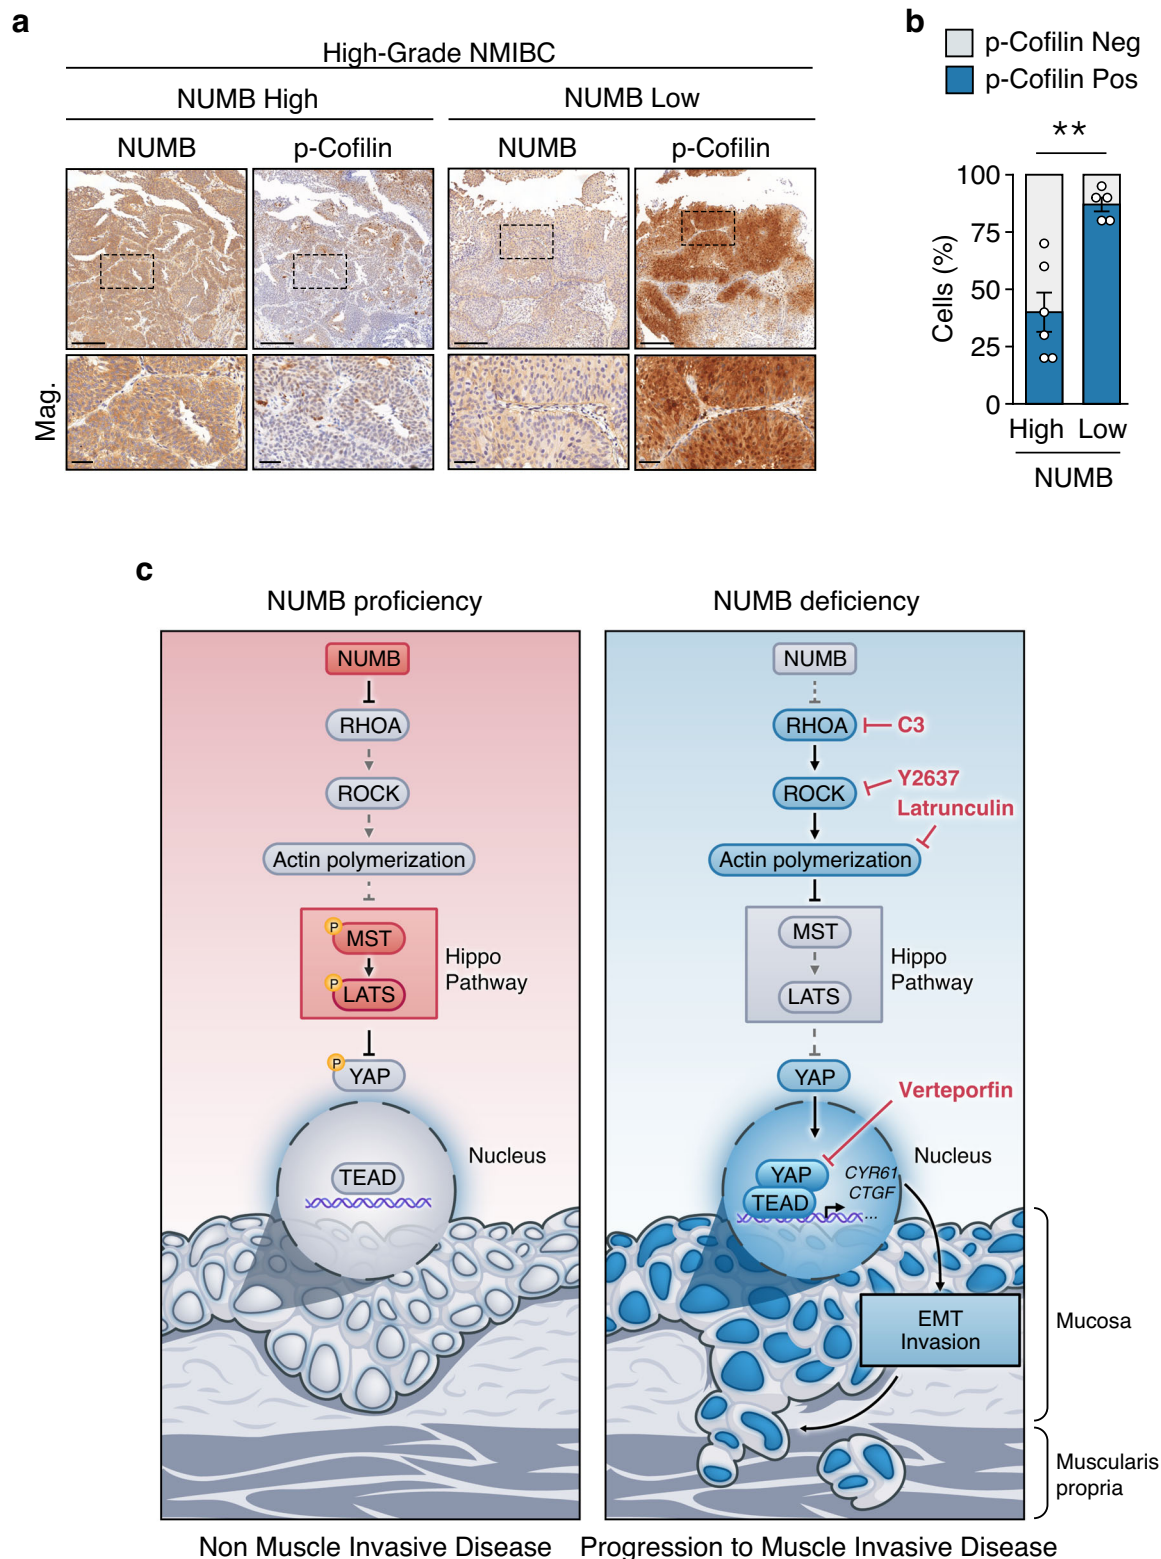 a
High-Grade NMIBC
NUMB High
NUMB Low
NUMB
p-Cofilin
NUMB
p-Cofilin
Mag.
b
p-Cofilin Neg
p-Cofilin Pos
**
100
75
50
25
0
Cells (%)
High Low
NUMB
c
NUMB proficiency
NUMB
RHOA
ROCK
Actin polymerization
P
MST
P
LATS
Hippo
Pathway
P
YAP
Nucleus
TEAD
Non Muscle Invasive Disease
NUMB deficiency
NUMB
RHOA
C3
ROCK
Y2637
Latrunculin
Actin polymerization
MST
LATS
Hippo
Pathway
YAP
Verteporfin
Nucleus
YAP
TEAD
CYR61
CTGF
...
EMT
Invasion
Mucosa
Muscularis
propria
Progression to Muscle Invasive Disease